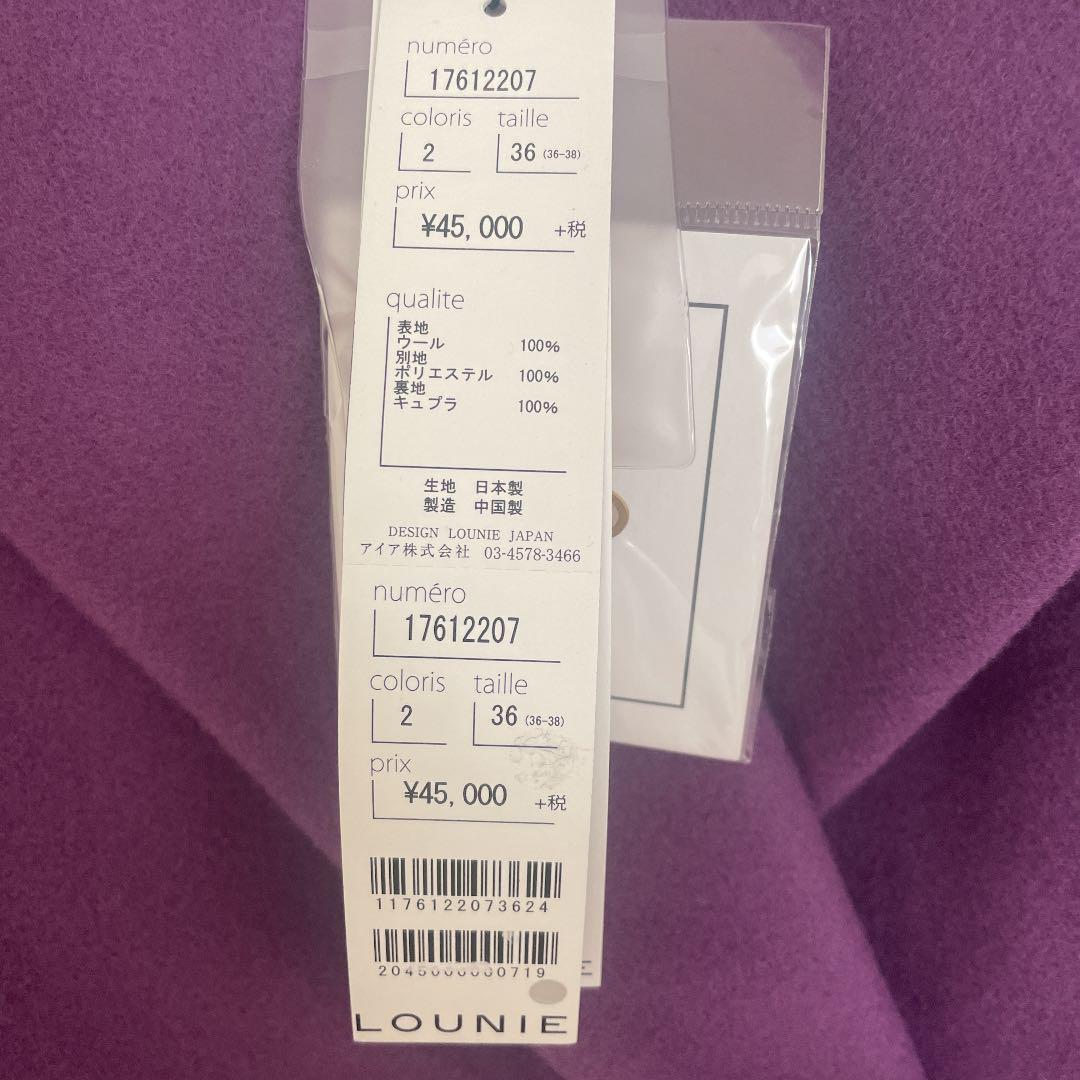 numéro
17612207
coloris taille
2 36 (36-38)
prix
¥45,000 +税
qualite
表地
ウール 100%
別地
ポリエステル 100%
裏地
キュプラ 100%
生地 日本製
製造 中国製
DESIGN LOUNIE JAPAN
アイア株式会社 03-4578-3466
numéro
17612207
coloris taille
2 36 (36-38)
prix
¥45,000 +税
1176122073624
2045000000719
E
LOUNIE